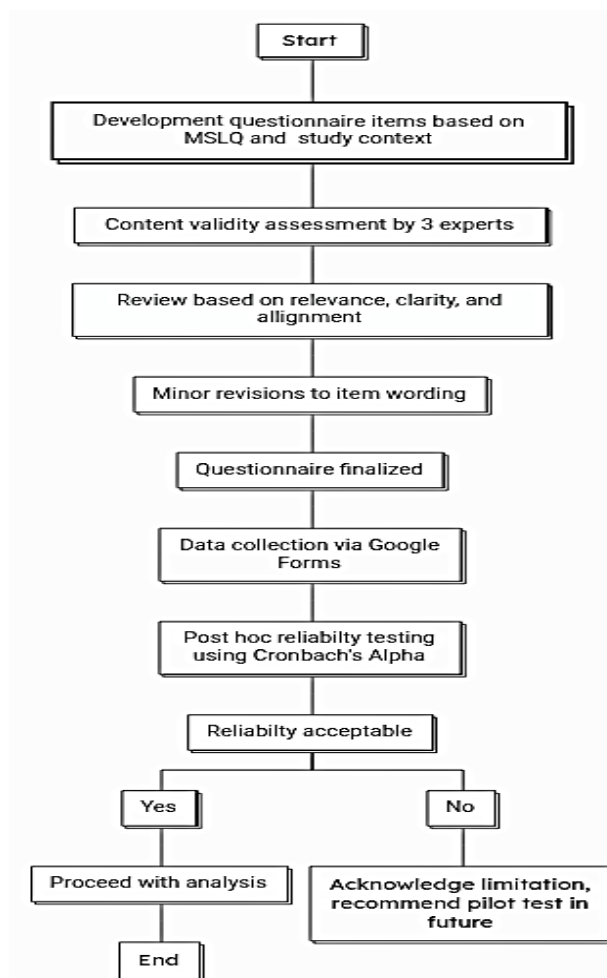 Start
Development questionnaire items based on
MSLQ and study context
Content validity assessment by 3 experts
Review based on relevance, clarity, and
allignment
Minor revisions to item wording
Questionnaire finalized
Data collection via Google
Forms
Post hoc reliabilty testing
using Cronbach's Alpha
Reliabilty acceptable
Yes
No
Proceed with analysis
Acknowledge limitation,
recommend pilot test in
future
End